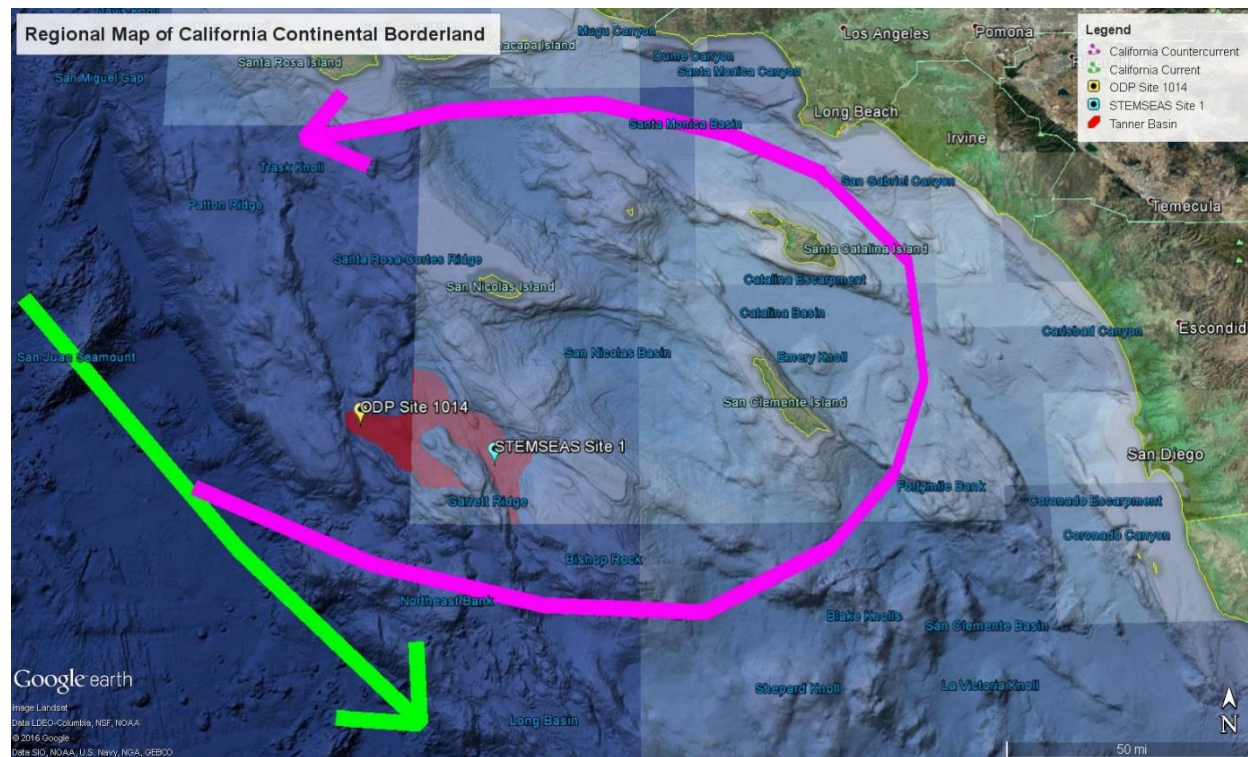 Regional Map of California Continental Borderland
Legend
California Countercurrent
California Current
ODP Site 1014
STEMSEAS Site 1
Tanner Basin
Mugu Canyon
Los Angeles
Pomona
Santa Rosa Island
acapa Island
Dume Canyon
Santa Monica Canyon
San Miguel Gap
Long Beach
Santa Monica Basin
Irvine
Trask Knoll
San Gabriel Canyon
Patton Ridge
Temecula
Santa Catalina Island
Santa Rosa-Cortes Ridge
Catalina Escarpment
San Nicolas Island
Catalina Basin
Carlsbad Canyon
Escondid
San Juan Seamount
San Nicolas Basin
Emery Knoll
ODP Site 1014
San Clemente Island
STEMSEAS Site 1
San Diego
Fortymile Bank
Garrett Ridge
Coronado Escarpment
Coronado Canyon
Bishop Rock
Northeast Bank
Blake Knolls
San Clemente Basin
Shepard Knoll
La Victoria Knoll
Long Basin
Google earth
Image Landsat
Data LDEO-Columbia, NSF, NOAA
© 2016 Google
Data SIO, NOAA, U.S. Navy, NGA, GEBCO
N
50 mi